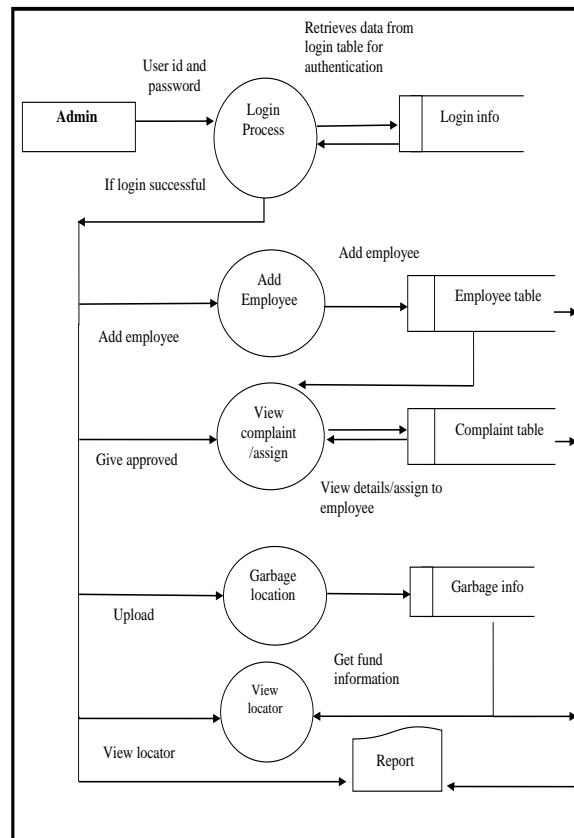 Retrieves data from
login table for
authentication
User id and
password
Admin
Login
Process
Login info
If login successful
Add employee
Add
Employee
Employee table
Add employee
View
complaint
/assign
Complaint table
Give approved
View details/assign to
employee
Garbage
location
Garbage info
Upload
Get fund
information
View
locator
View locator
Report